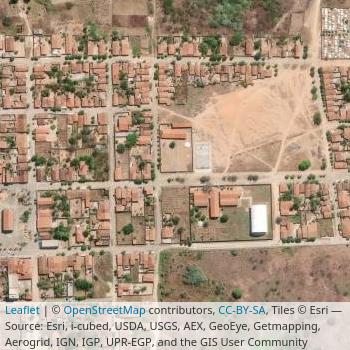 Leaflet | © OpenStreetMap contributors, CC-BY-SA, Tiles © Esri —
Source: Esri, i-cubed, USDA, USGS, AEX, GeoEye, Getmapping,
Aerogrid, IGN, IGP, UPR-EGP, and the GIS User Community